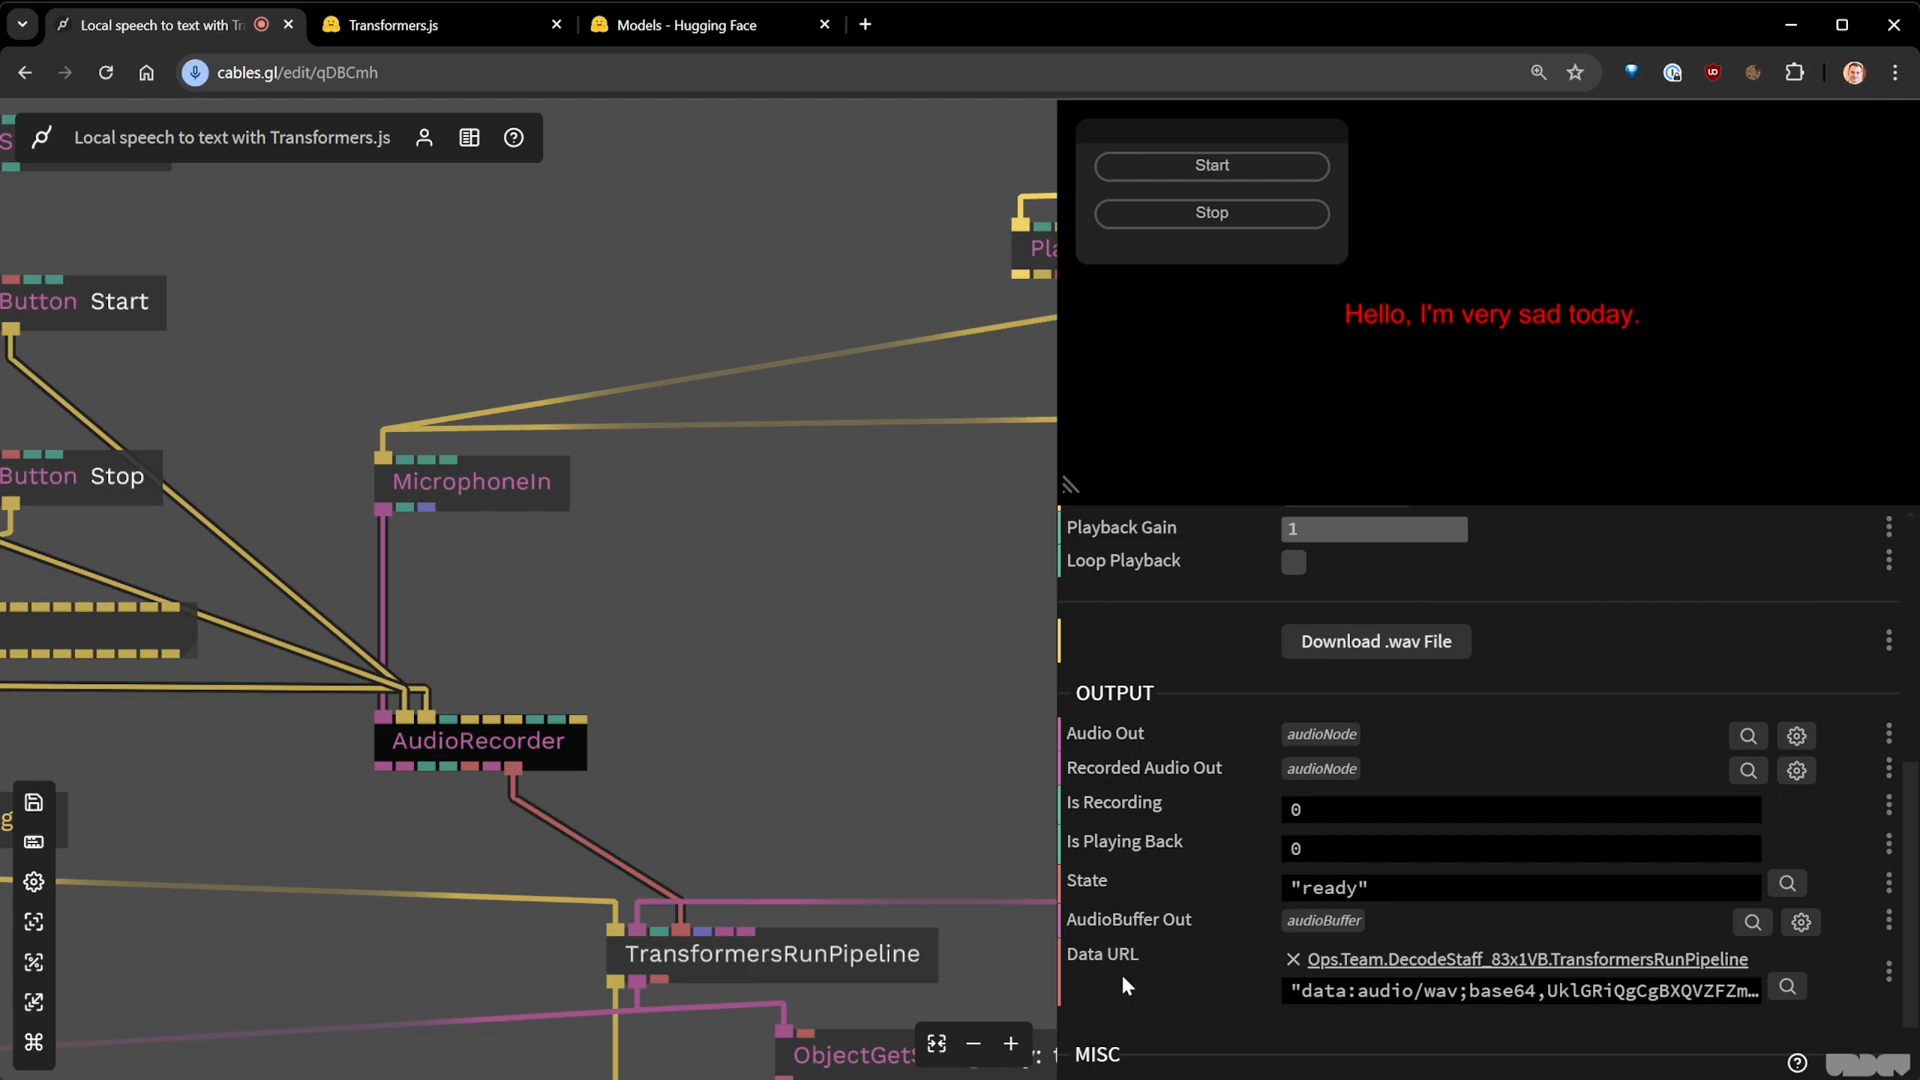 Local speech to text with Tr
Transformers.js
Models - Hugging Face
cables.gl/edit/qDBCmh
S
Local speech to text with Transformers.js
Start
Stop
Pla
Button Start
Hello, I'm very sad today.
Button Stop
MicrophoneIn
Playback Gain
1
Loop Playback
Download .wav File
OUTPUT
AudioRecorder
Audio Out
audioNode
Recorded Audio Out
audioNode
Is Recording
0
g
Is Playing Back
0
State
"ready"
AudioBuffer Out
audioBuffer
TransformersRunPipeline
Data URL
Ops.Team.DecodeStaff_83x1VB.TransformersRunPipeline
"data:audio/wav;base64,UklGRiQgCgBXQVZFZm…
ObjectGetS
y: t
MISC